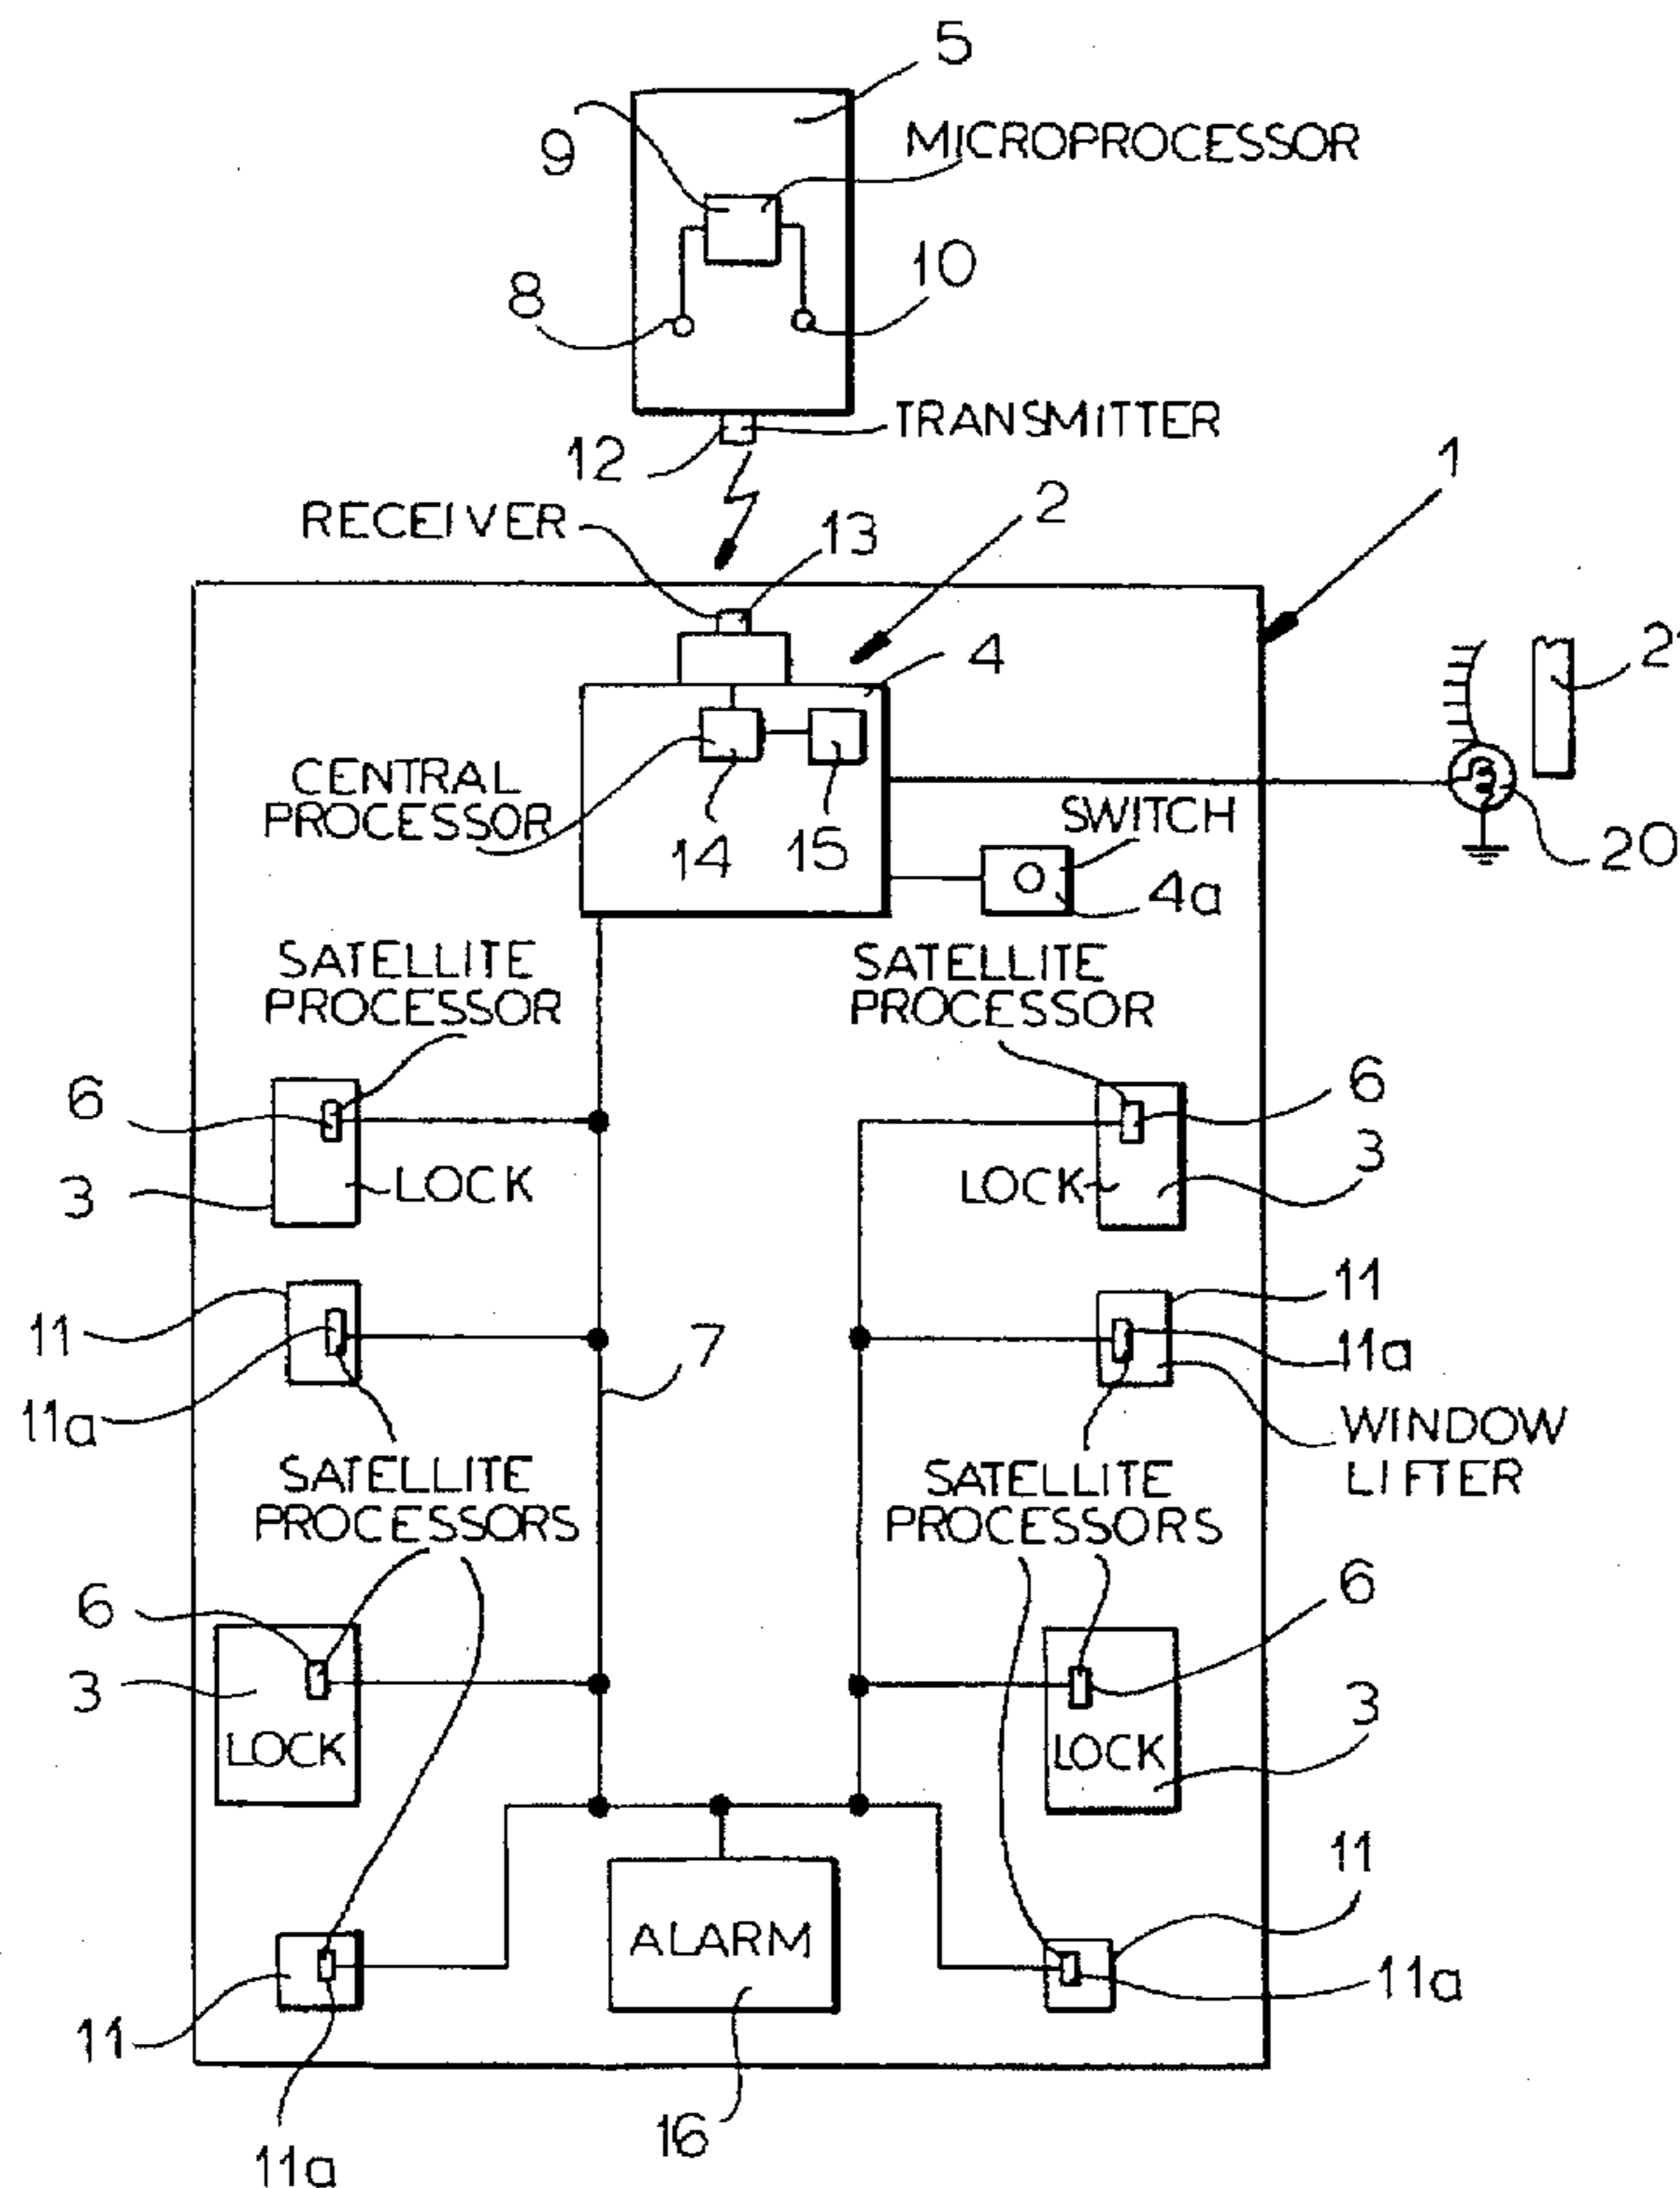 5
9
MICROPROCESSOR
8
10
TRANSMITTER
12
1
RECEIVER
13
2
4
CENTRAL
PROCESSOR
14
15
SWITCH
4a
20
SATELLITE
PROCESSOR
SATELLITE
PROCESSOR
6
6
3
LOCK
LOCK
3
11
11
7
11a
11a
WINDOW
LIFTER
SATELLITE
PROCESSORS
SATELLITE
PROCESSORS
6
6
3
3
LOCK
LOCK
11
ALARM
11a
11
16
11a